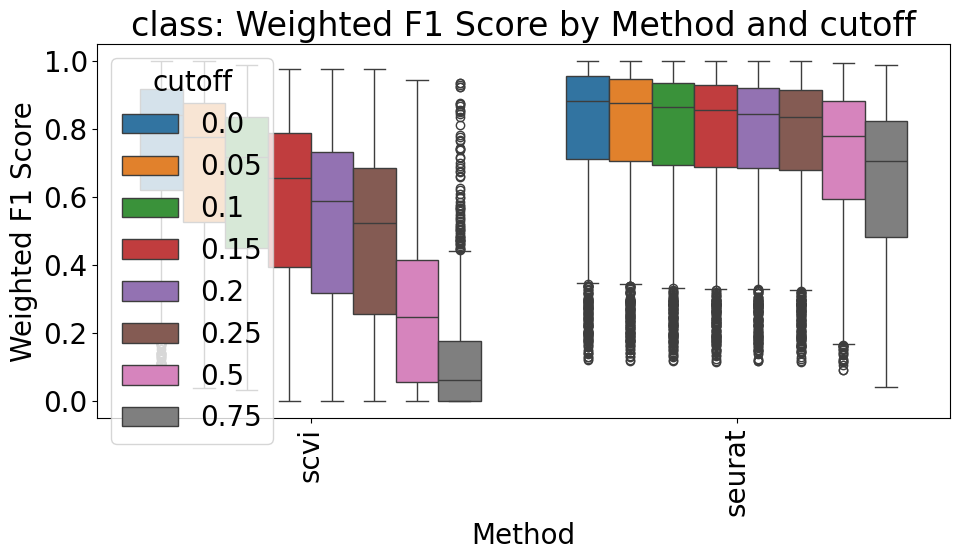 class: Weighted F1 Score by Method and cutoff
Weighted F1 Score
1.0
0.8
0.6
0.4
0.2
0.0
cutoff
0.0
0.05
0.1
0.15
0.2
0.25
0.5
0.75
scvi
seurat
Method